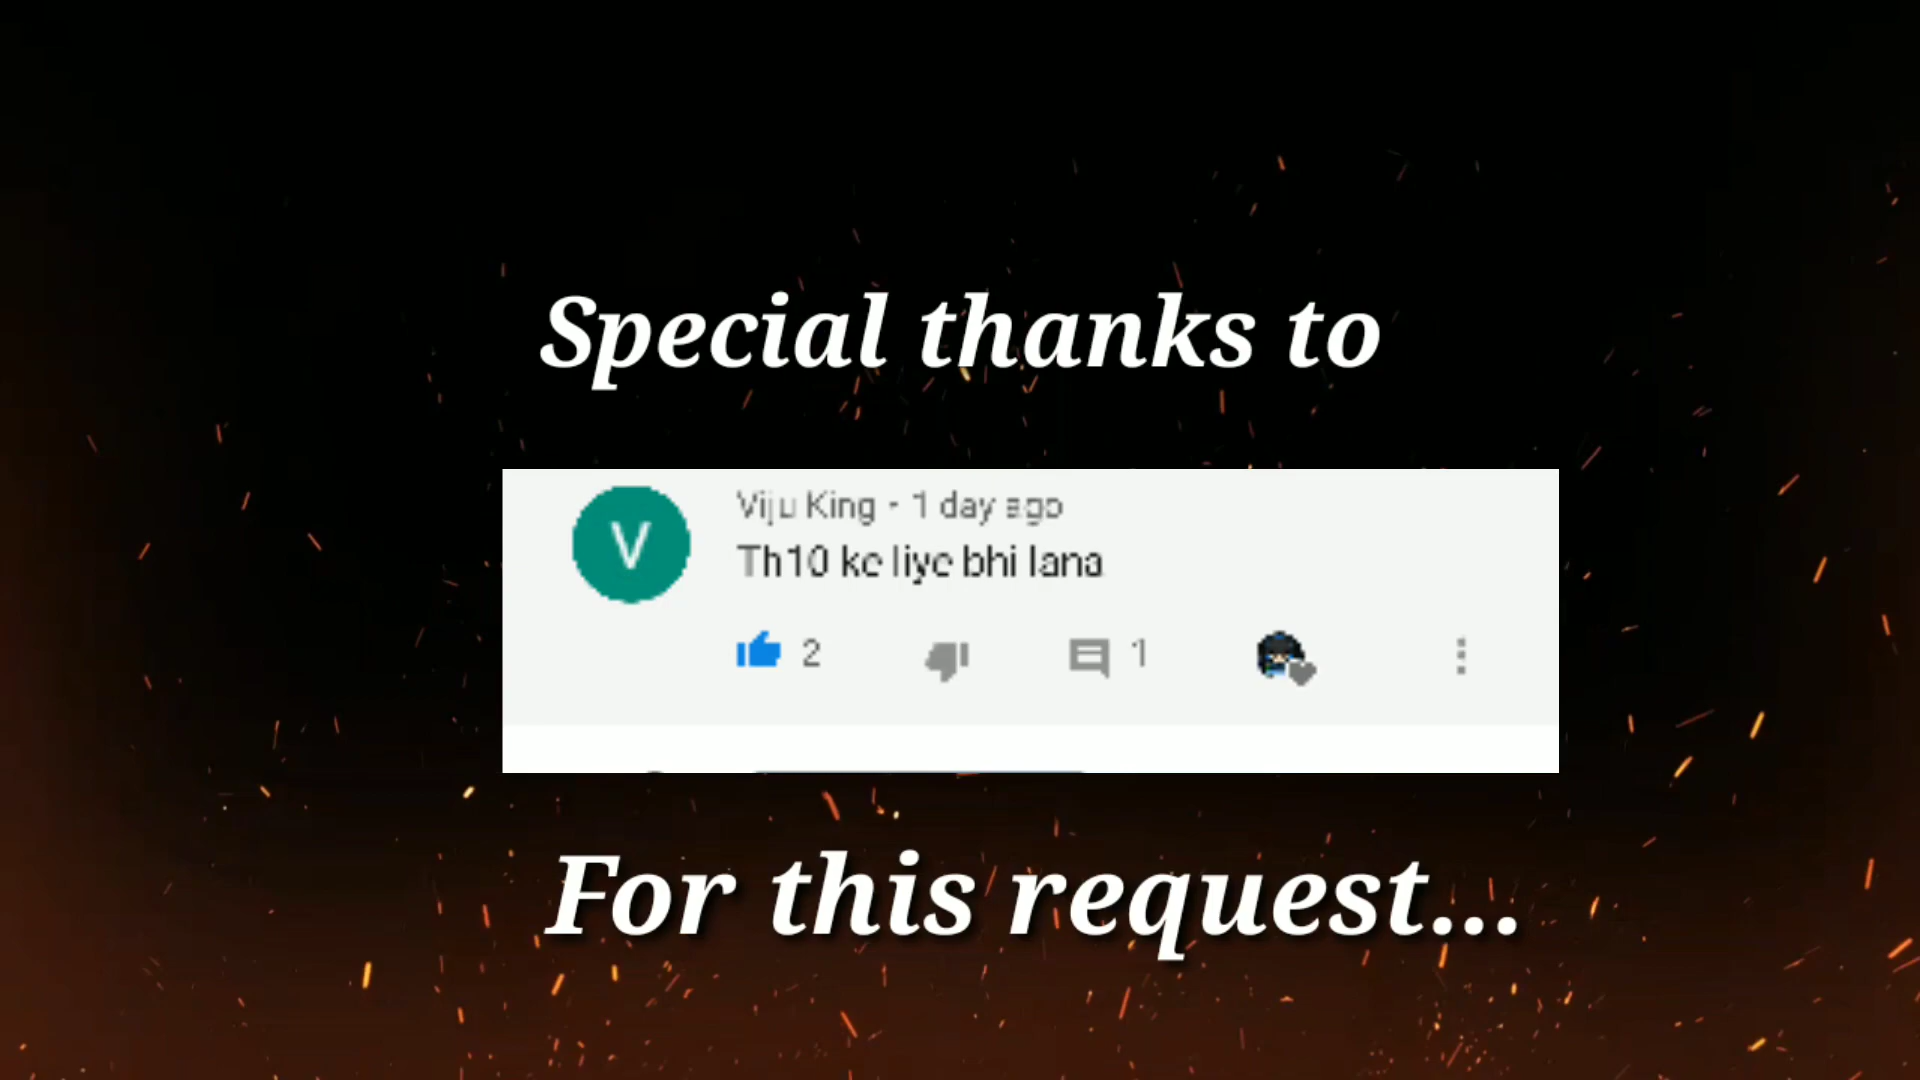 Special thanks to
V
Viju King - 1 day ago
Th10 ke liye bhi lana
2
1
For this request...